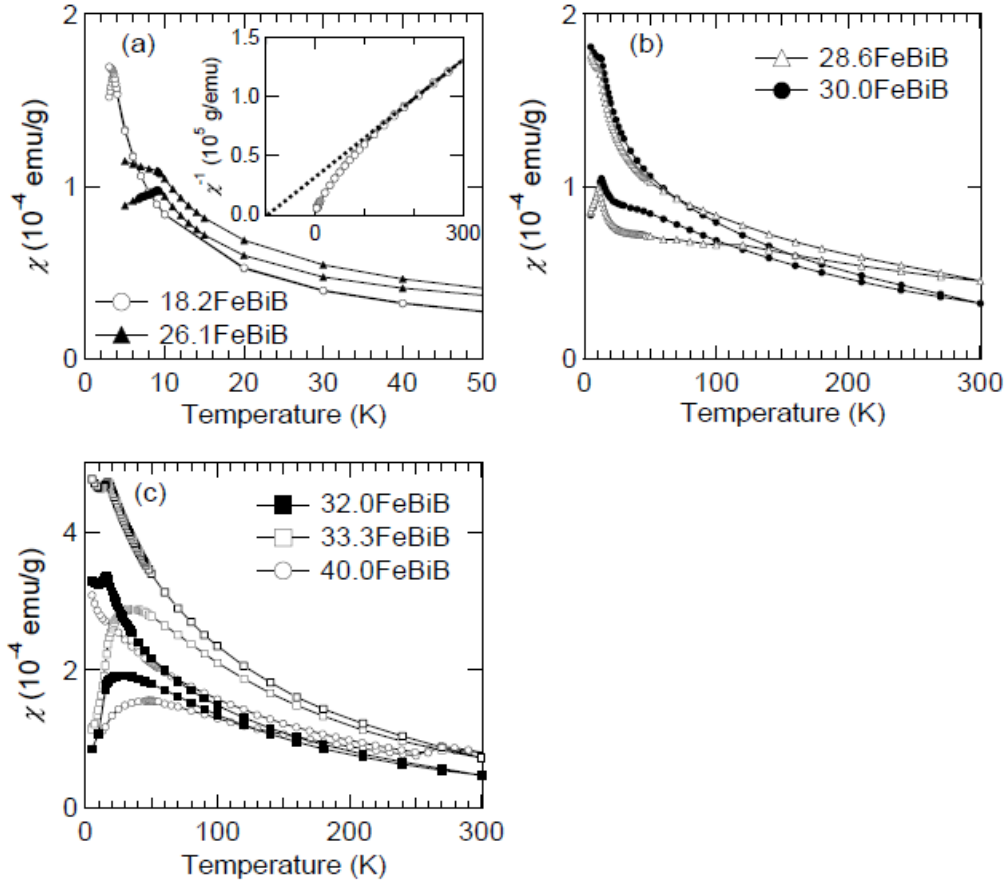 (a)
χ (10⁻⁴ emu/g)
2
1
0
χ⁻¹ (10⁵ g/emu)
1.5
1.0
0.5
0.0
0
300
18.2FeBiB
26.1FeBiB
0
10
20
30
40
50
Temperature (K)
(b)
χ (10⁻⁴ emu/g)
2
1
0
28.6FeBiB
30.0FeBiB
0
100
200
300
Temperature (K)
(c)
χ (10⁻⁴ emu/g)
4
2
0
32.0FeBiB
33.3FeBiB
40.0FeBiB
0
100
200
300
Temperature (K)